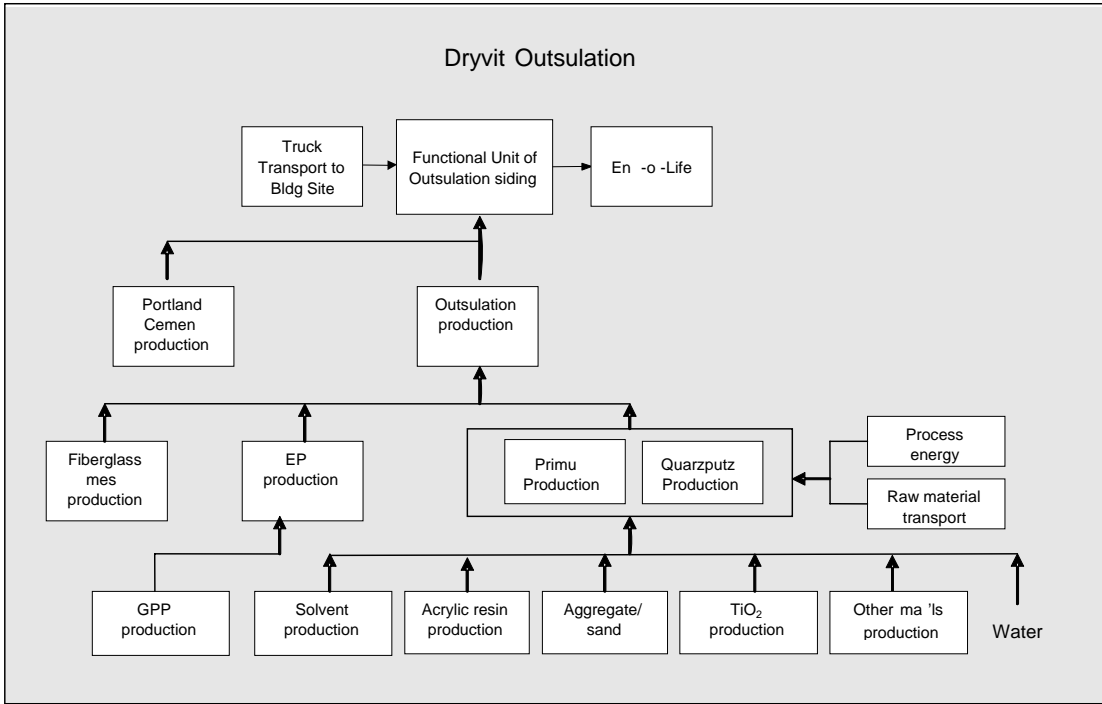 Dryvit Outsulation
Truck
Transport to
Bldg Site
Functional Unit of
Outsulation siding
En -o -Life
Portland
Cemen
production
Outsulation
production
Fiberglass
mes production
EP
production
Primu
Production
Quarzputz
Production
Process
energy
Raw material
transport
GPP
production
Solvent
production
Acrylic resin
production
Aggregate/
sand
TiO₂
production
Other ma 'ls
production
Water